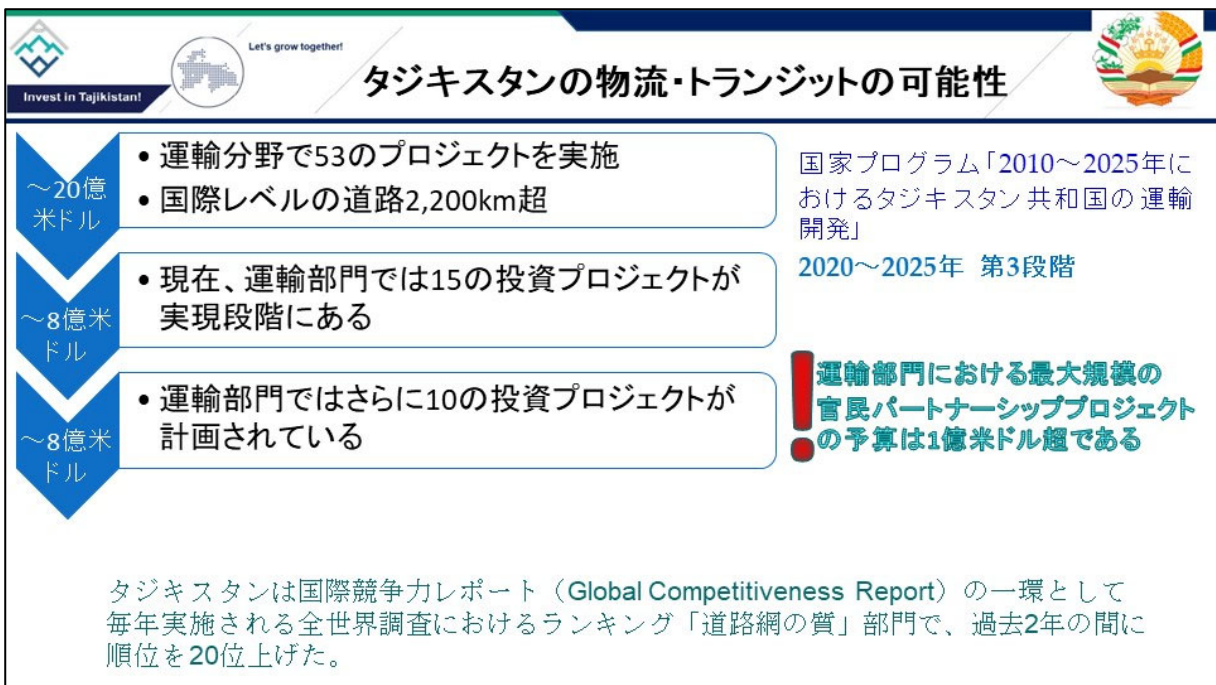 Let's grow together!
Invest in Tajikistan!
タジキスタンの物流・トランジットの可能性
～20億
米ドル
• 運輸分野で53のプロジェクトを実施
• 国際レベルの道路2,200km超
～8億米
ドル
• 現在、運輸部門では15の投資プロジェクトが
実現段階にある
～8億米
ドル
• 運輸部門ではさらに10の投資プロジェクトが
計画されている
国家プログラム「2010～2025年に
おけるタジキスタン共和国の運輸
開発」
2020～2025年 第3段階
運輸部門における最大規模の
官民パートナーシッププロジェクト
の予算は1億米ドル超である
タジキスタンは国際競争力レポート（Global Competitiveness Report）の一環として
毎年実施される全世界調査におけるランキング「道路網の質」部門で、過去2年の間に
順位を20位上げた。